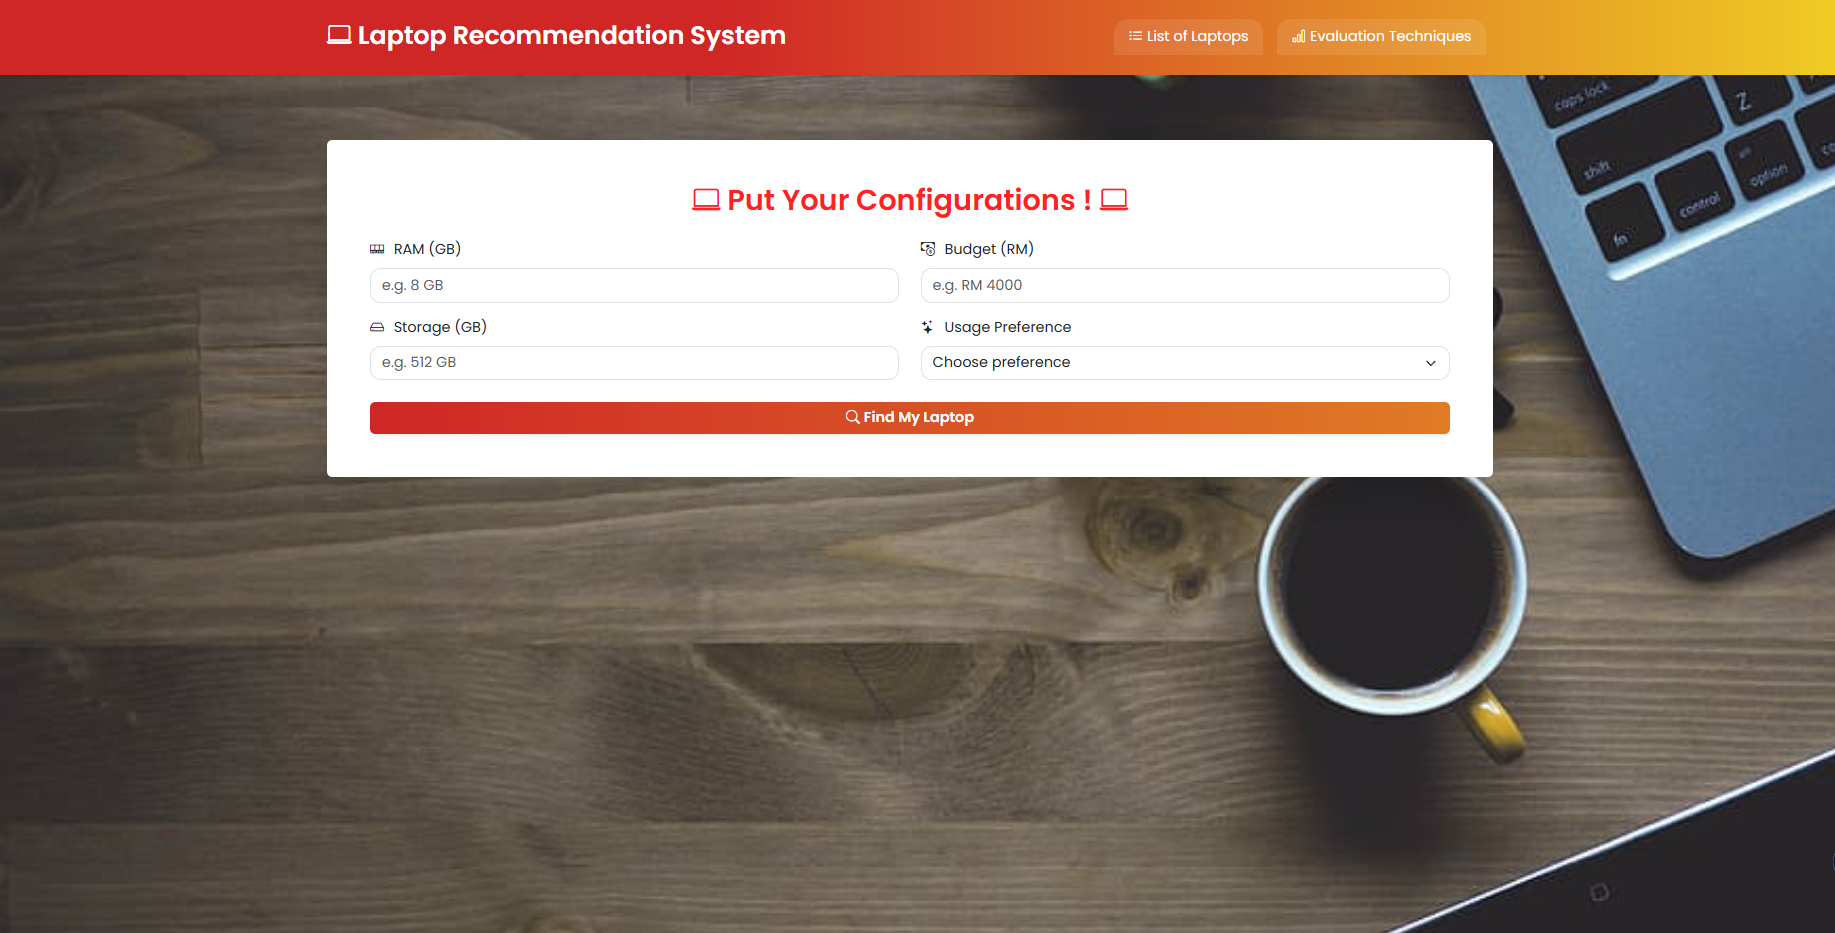 Laptop Recommendation System
List of Laptops
Evaluation Techniques
Put Your Configurations !
RAM (GB)
Budget (RM)
e.g. 8 GB
e.g. RM 4000
Storage (GB)
Usage Preference
e.g. 512 GB
Choose preference
Find My Laptop
caps lock
Z
shift
fn
control
alt
option